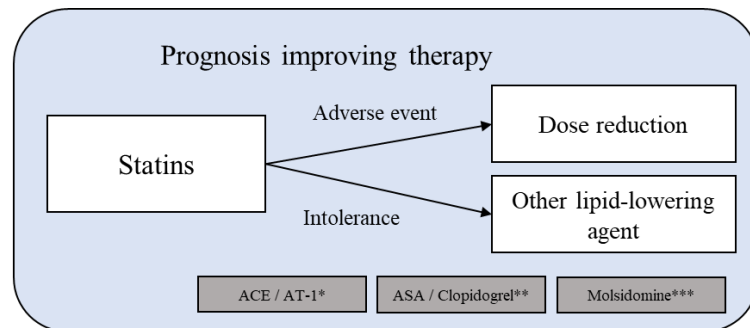 Prognosis improving therapy
Adverse event
Dose reduction
Statins
Intolerance
Other lipid-lowering
agent
ACE / AT-1*
ASA / Clopidogrel**
Molsidomine***